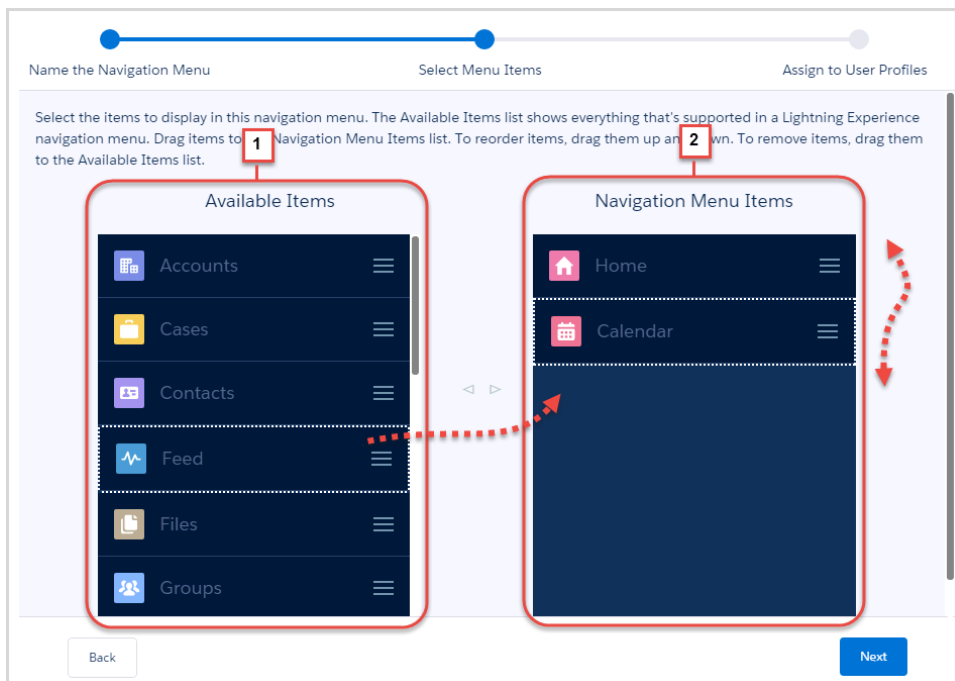 Name the Navigation Menu
Select Menu Items
Assign to User Profiles
Select the items to display in this navigation menu. The Available Items list shows everything that's supported in a Lightning Experience
navigation menu. Drag items to Navigation Menu Items list. To reorder items, drag them up an wn. To remove items, drag them
to the Available Items list.
1
2
Available Items
Accounts
Cases
Contacts
Feed
Files
Groups
Navigation Menu Items
Home
Calendar
Back
Next